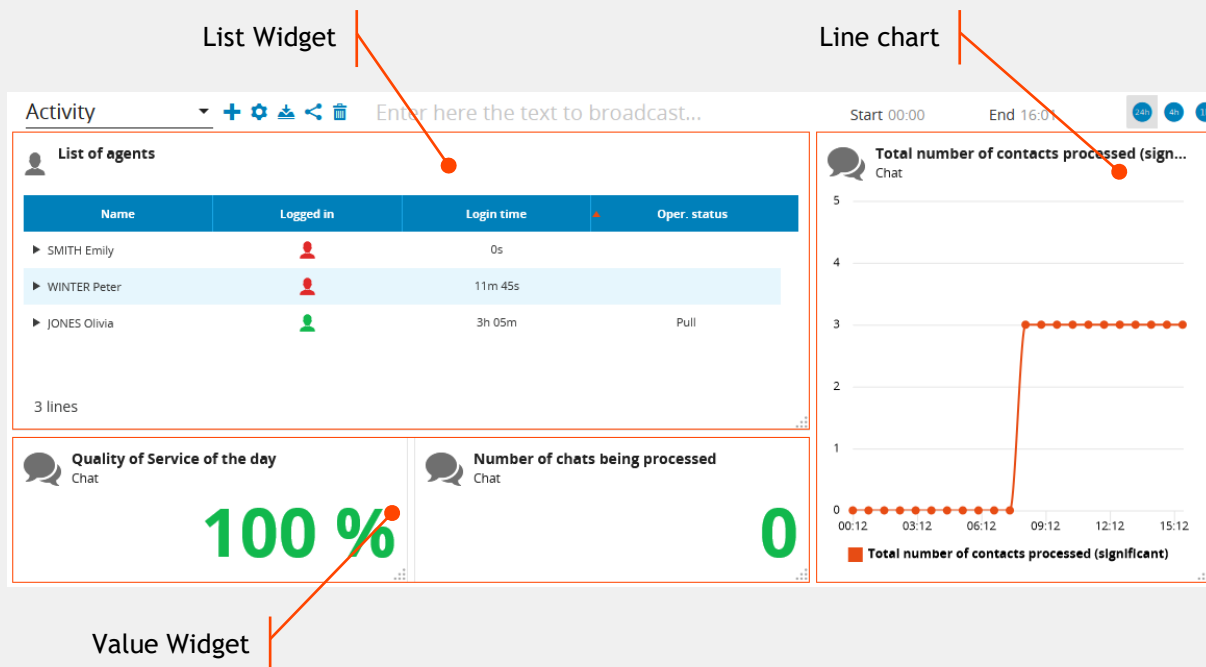 List Widget
Line chart
Activity
Enter here the text to broadcast...
Start 00:00
End 16:01
24h
4h
List of agents
Name Logged in Login time Oper. status
SMITH Emily 0s
WINTER Peter 11m 45s
JONES Olivia 3h 05m Pull
3 lines
Total number of contacts processed (sign...
Chat
5
4
3
2
1
0
00:12 03:12 06:12 09:12 12:12 15:12
Total number of contacts processed (significant)
Quality of Service of the day
Chat
100 %
Number of chats being processed
Chat
0
Value Widget